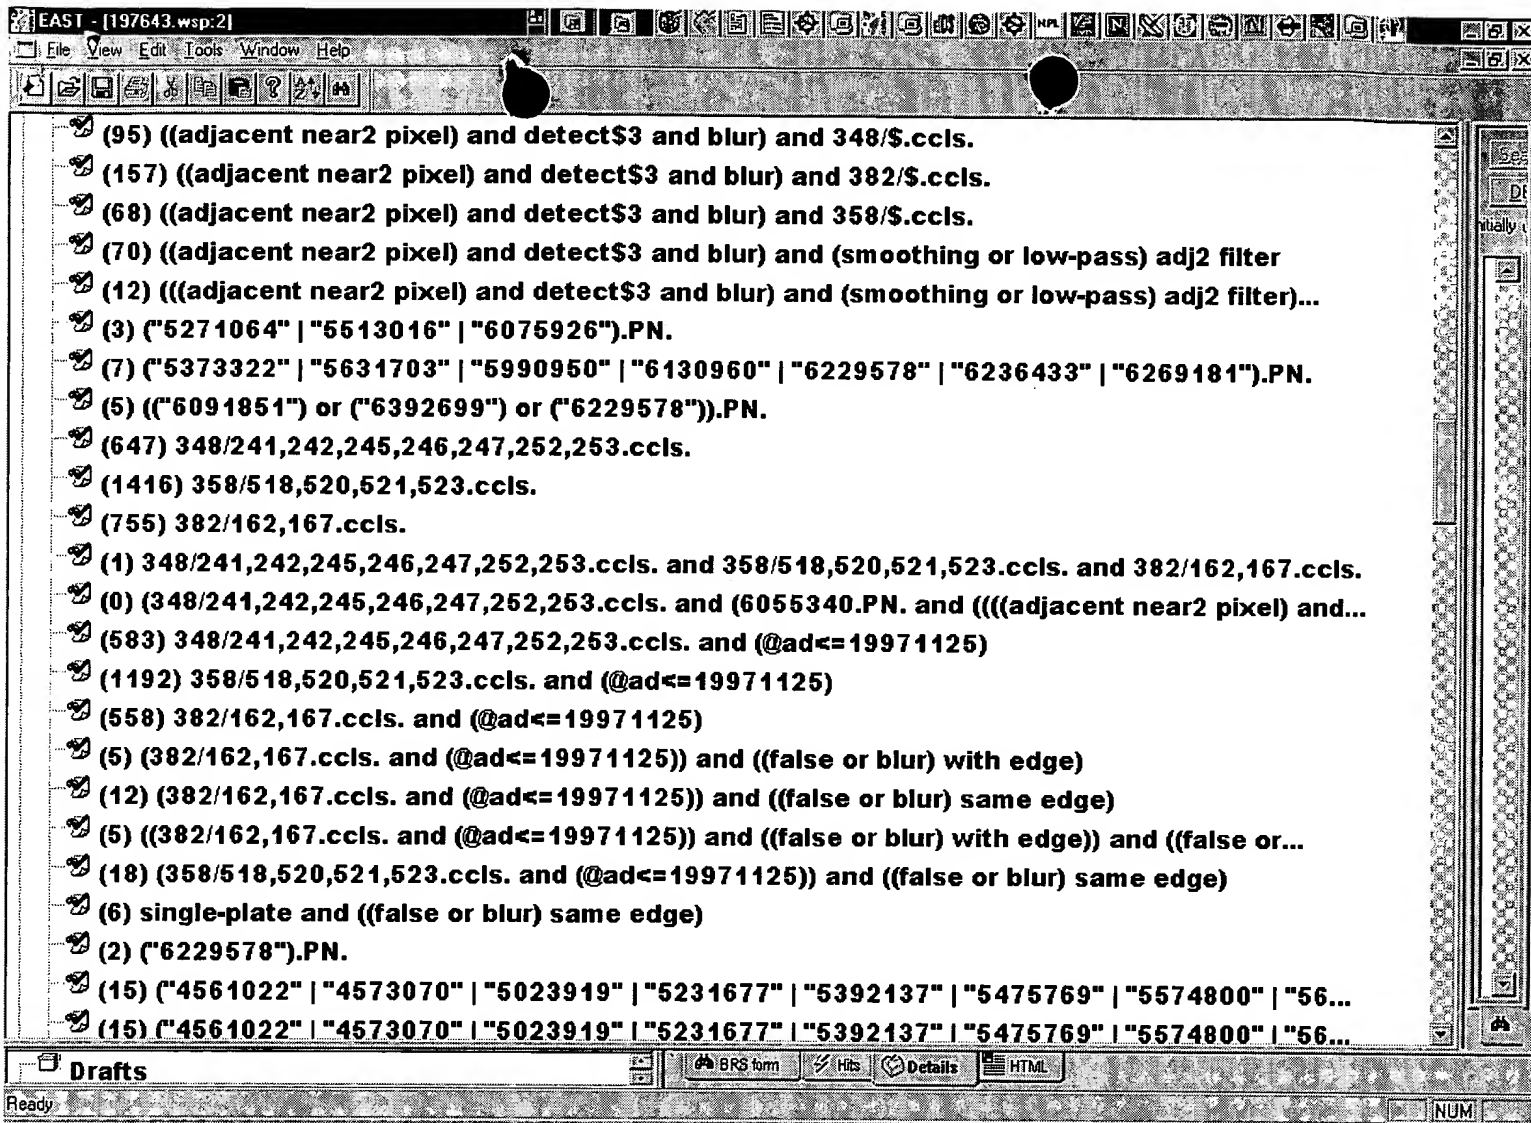 EAST - [197643.wsp:2]
File View Edit Tools Window Help
(95) ((adjacent near2 pixel) and detect$3 and blur) and 348/$.ccls.
(157) ((adjacent near2 pixel) and detect$3 and blur) and 382/$.ccls.
(68) ((adjacent near2 pixel) and detect$3 and blur) and 358/$.ccls.
(70) ((adjacent near2 pixel) and detect$3 and blur) and (smoothing or low-pass) adj2 filter
(12) (((adjacent near2 pixel) and detect$3 and blur) and (smoothing or low-pass) adj2 filter)...
(3) ("5271064" | "5513016" | "6075926").PN.
(7) ("5373322" | "5631703" | "5990950" | "6130960" | "6229578" | "6236433" | "6269181").PN.
(5) (("6091851") or ("6392699") or ("6229578")).PN.
(647) 348/241,242,245,246,247,252,253.ccls.
(1416) 358/518,520,521,523.ccls.
(755) 382/162,167.ccls.
(1) 348/241,242,245,246,247,252,253.ccls. and 358/518,520,521,523.ccls. and 382/162,167.ccls.
(0) (348/241,242,245,246,247,252,253.ccls. and (6055340.PN. and ((((adjacent near2 pixel) and...
(583) 348/241,242,245,246,247,252,253.ccls. and (@ad<=19971125)
(1192) 358/518,520,521,523.ccls. and (@ad<=19971125)
(558) 382/162,167.ccls. and (@ad<=19971125)
(5) (382/162,167.ccls. and (@ad<=19971125)) and ((false or blur) with edge)
(12) (382/162,167.ccls. and (@ad<=19971125)) and ((false or blur) same edge)
(5) ((382/162,167.ccls. and (@ad<=19971125)) and ((false or blur) with edge)) and ((false or...
(18) (358/518,520,521,523.ccls. and (@ad<=19971125)) and ((false or blur) same edge)
(6) single-plate and ((false or blur) same edge)
(2) ("6229578").PN.
(15) ("4561022" | "4573070" | "5023919" | "5231677" | "5392137" | "5475769" | "5574800" | "56...
(15) ("4561022" | "4573070" | "5023919" | "5231677" | "5392137" | "5475769" | "5574800" | "56...
Drafts
BRS form Hits Details HTML
Ready
NUM